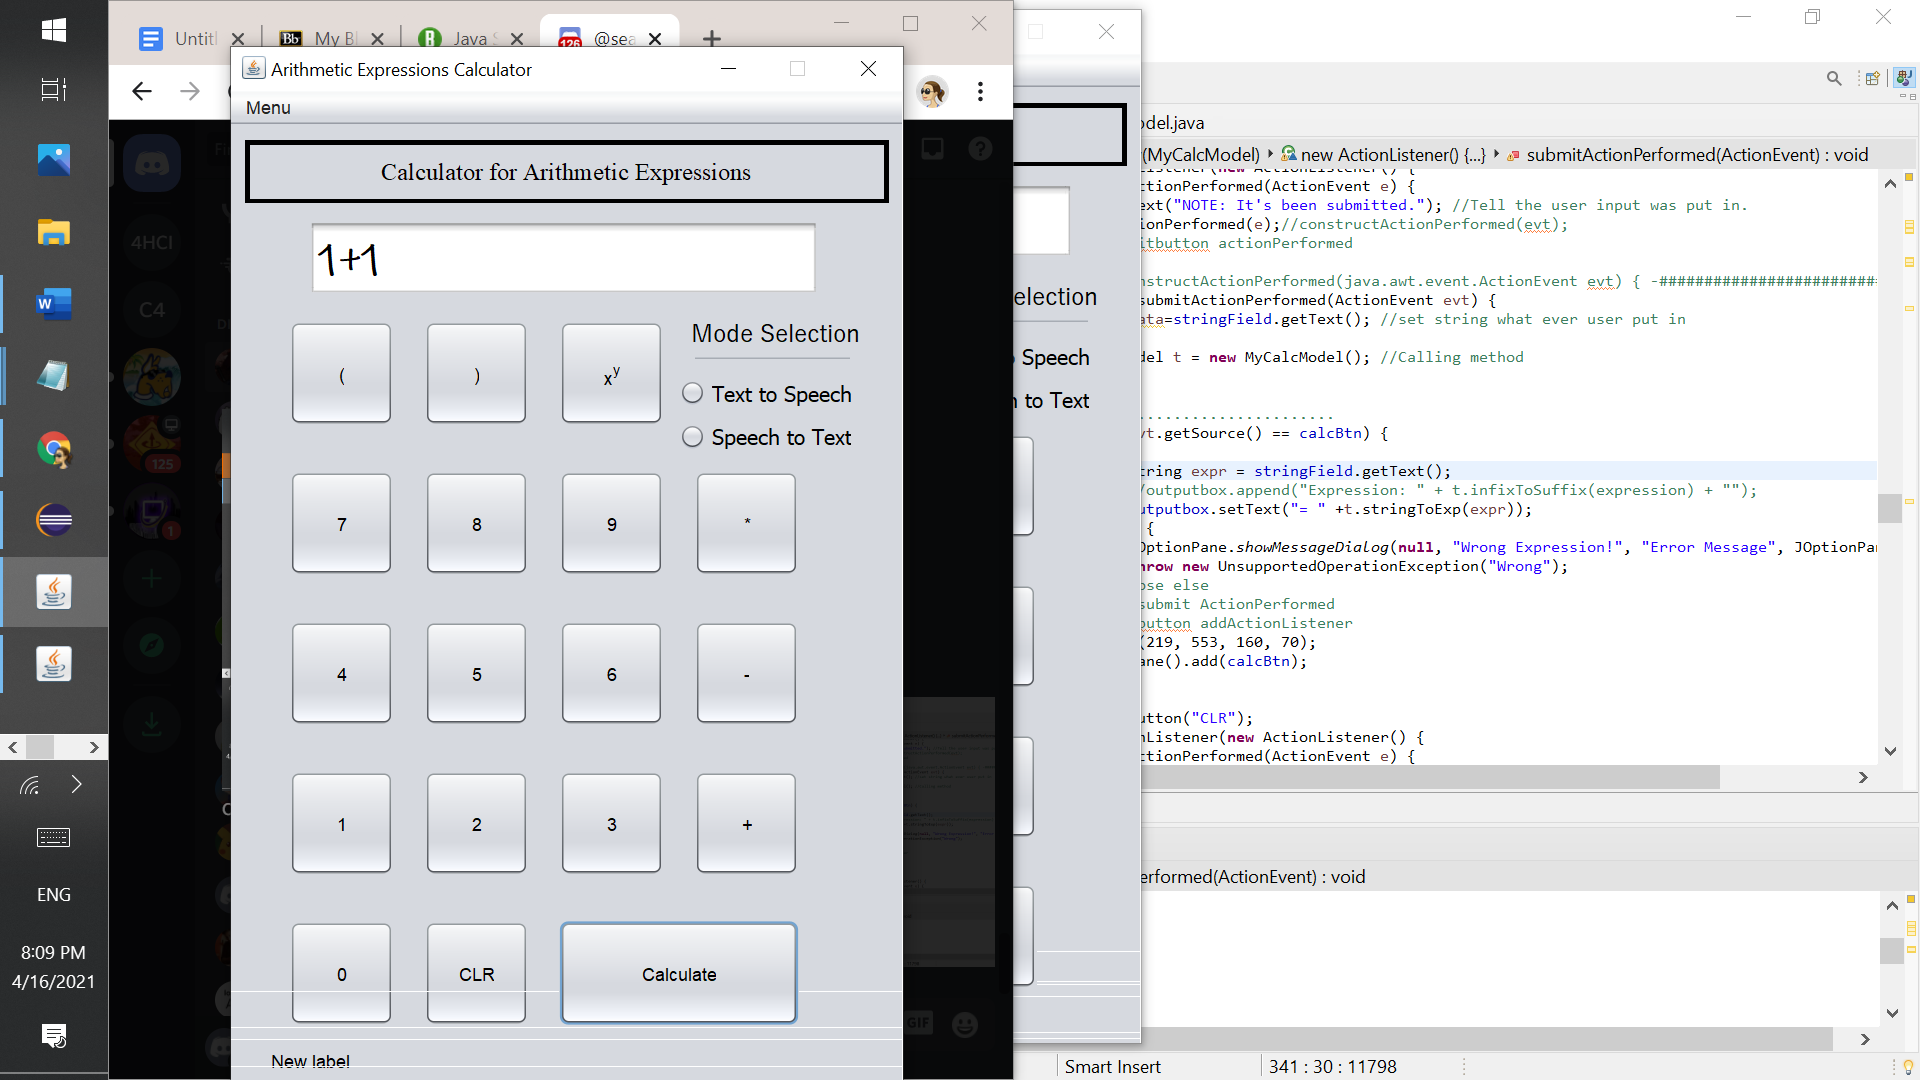 Untitl
My Bl
Java S
@sea
126
Arithmetic Expressions Calculator
Menu
Calculator for Arithmetic Expressions
1+1
Mode Selection
Text to Speech
Speech to Text
( ) xy
7 8 9 *
4 5 6 -
1 2 3 +
0 CLR Calculate
New label
4HCI
C4
125
1
GIF
election
Speech
to Text
odel.java
(MyCalcModel) new ActionListener() {...} submitActionPerformed(ActionEvent) : void
ctionPerformed(ActionEvent e) {
ext("NOTE: It's been submitted."); //Tell the user input was put in.
ionPerformed(e);//constructActionPerformed(evt);
itbutton actionPerformed
nstructActionPerformed(java.awt.event.ActionEvent evt) { -########################
submitActionPerformed(ActionEvent evt) {
ata=stringField.getText(); //set string what ever user put in
del t = new MyCalcModel(); //Calling method
......................
vt.getSource() == calcBtn) {
tring expr = stringField.getText();
/outputbox.append("Expression: " + t.infixToSuffix(expression) + "");
utputbox.setText("= " +t.stringToExp(expr));
{
OptionPane.showMessageDialog(null, "Wrong Expression!", "Error Message", JOptionPan
hrow new UnsupportedOperationException("Wrong");
ose else
submit ActionPerformed
button addActionListener
(219, 553, 160, 70);
ane().add(calcBtn);
utton("CLR");
nListener(new ActionListener() {
ctionPerformed(ActionEvent e) {
erformed(ActionEvent) : void
Smart Insert
341 : 30 : 11798
ENG
8:09 PM
4/16/2021